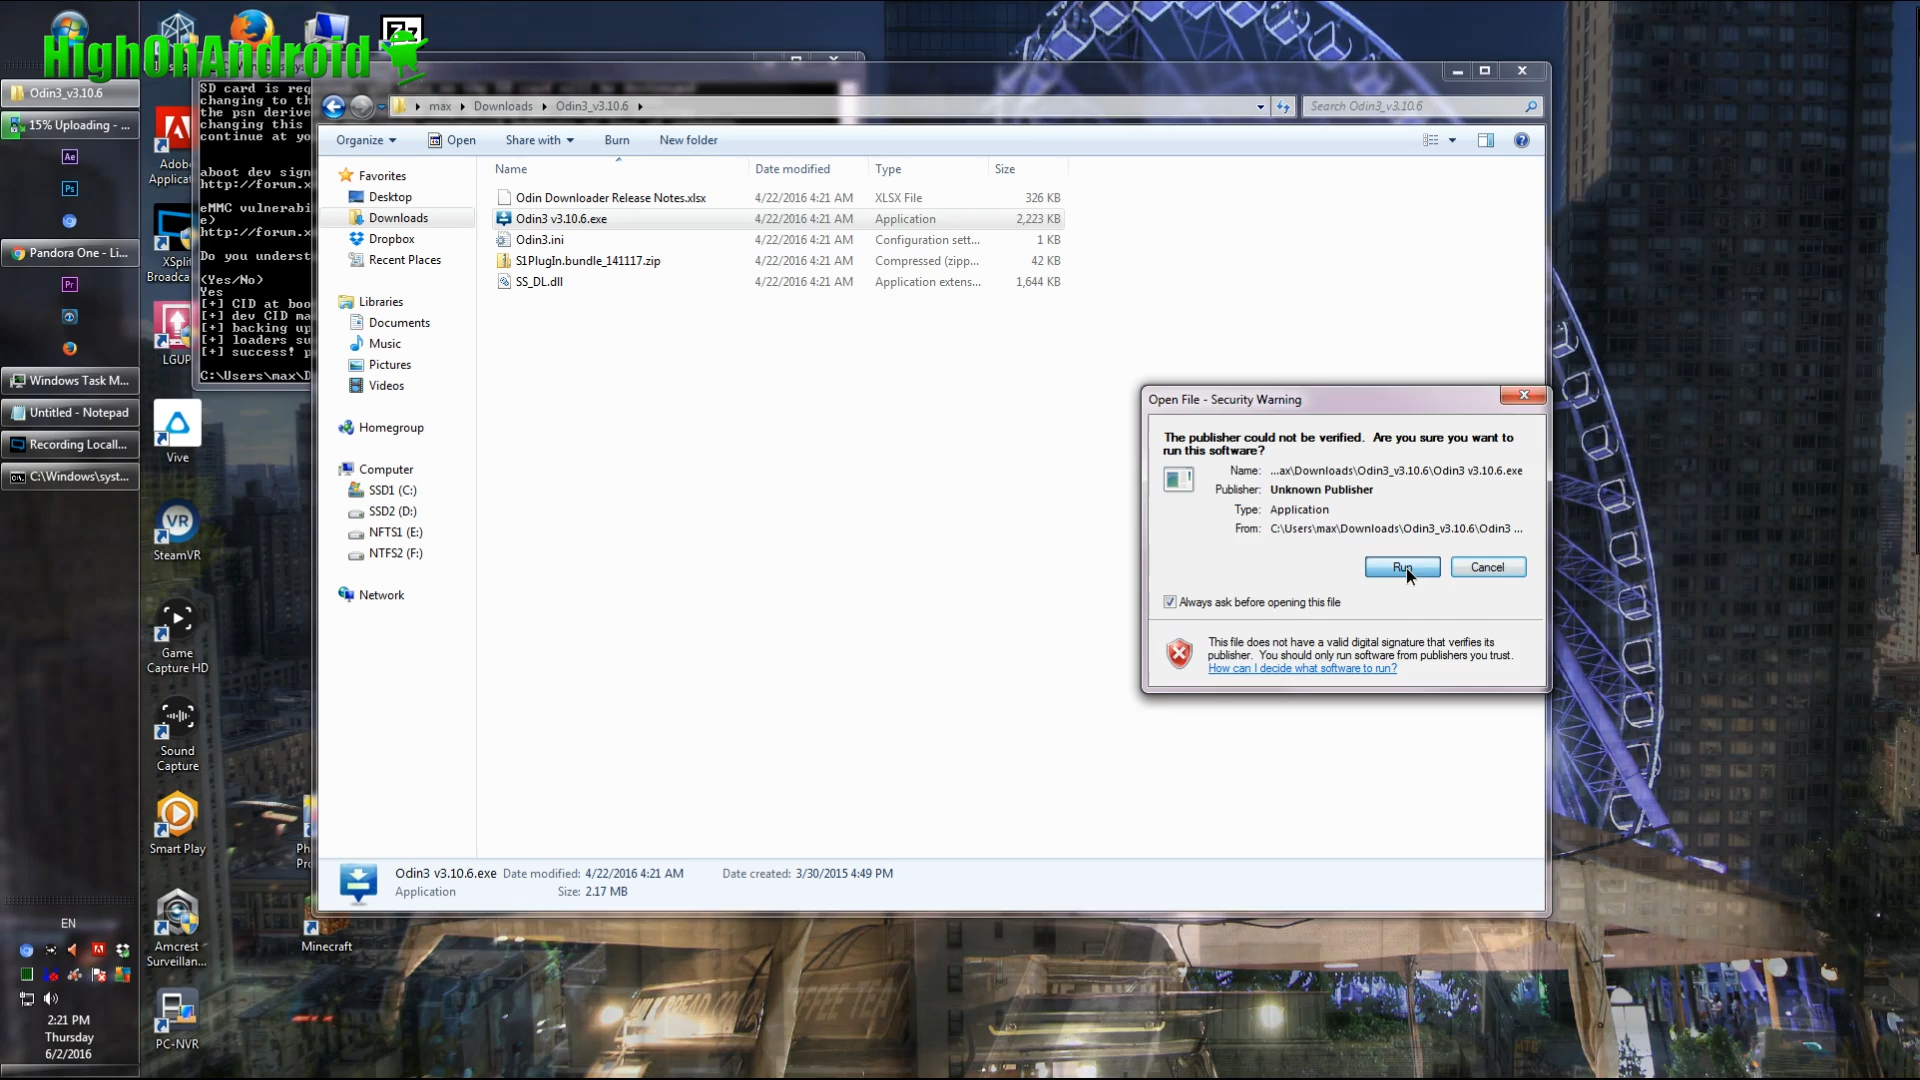 HighOnAndroid
Odin3_v3.10.6
15% Uploading - ...
Ae
Ps
Pandora One - Li...
Pr
Windows Task M...
Untitled - Notepad
Recording Locall...
C:\Windows\syst...
EN
2:21 PM
Thursday
6/2/2016
Zz
Adob
Applicat
XSplit
Broadca
LGUP
Vive
VR
SteamVR
Game
Capture HD
Sound
Capture
Smart Play
Amcrest
Surveillan...
PC-NVR
Ph
Pro
Minecraft
SD card is req
changing to th
the psn derive
changing this
continue at yo
aboot dev sign
http://forum.x
eMMC vulnerabi
e)
http://forum.x
Do you underst
(Yes/No)
Yes
[+] CID at boo
[+] dev CID ma
[+] backing up
[+] loaders su
[+] success! p
C:\Users\max\D
max
Downloads
Odin3_v3.10.6
Search Odin3_v3.10.6
Organize
Open
Share with
Burn
New folder
Favorites
Desktop
Downloads
Dropbox
Recent Places
Libraries
Documents
Music
Pictures
Videos
Homegroup
Computer
SSD1 (C:)
SSD2 (D:)
NFTS1 (E:)
NTFS2 (F:)
Network
Name Date modified Type Size
Odin Downloader Release Notes.xlsx 4/22/2016 4:21 AM XLSX File 326 KB
Odin3 v3.10.6.exe 4/22/2016 4:21 AM Application 2,223 KB
Odin3.ini 4/22/2016 4:21 AM Configuration sett... 1 KB
S1PlugIn.bundle_141117.zip 4/22/2016 4:21 AM Compressed (zipp... 42 KB
SS_DL.dll 4/22/2016 4:21 AM Application extens... 1,644 KB
Open File - Security Warning
The publisher could not be verified. Are you sure you want to
run this software?
Name: ...ax\Downloads\Odin3_v3.10.6\Odin3 v3.10.6.exe
Publisher: Unknown Publisher
Type: Application
From: C:\Users\max\Downloads\Odin3_v3.10.6\Odin3 ...
Run
Cancel
Always ask before opening this file
This file does not have a valid digital signature that verifies its
publisher. You should only run software from publishers you trust.
How can I decide what software to run?
Odin3 v3.10.6.exe Date modified: 4/22/2016 4:21 AM Date created: 3/30/2015 4:49 PM
Application Size: 2.17 MB